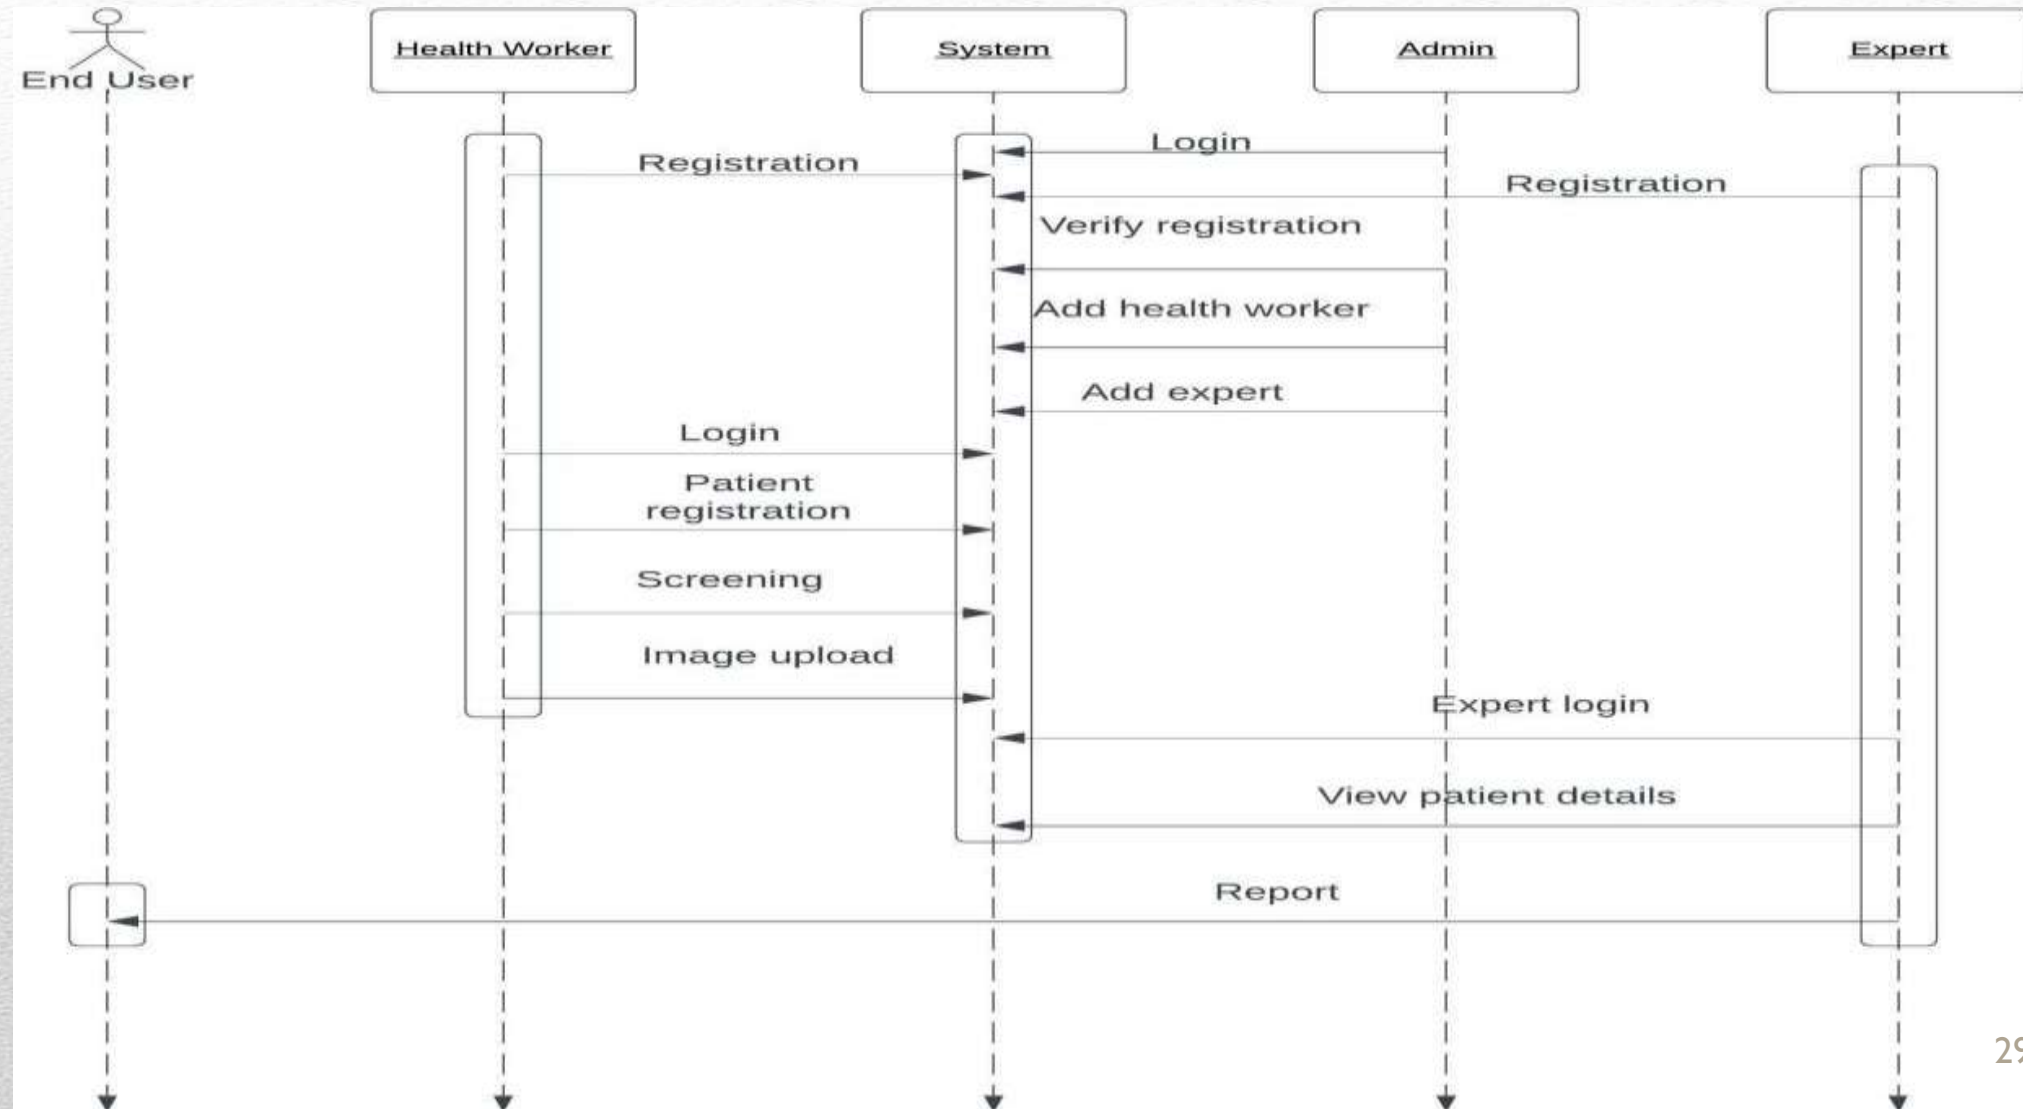 End User
Health Worker
System
Admin
Expert
Login
Registration
Registration
Verify registration
Add health worker
Add expert
Login
Patient
registration
Screening
Image upload
Expert login
View patient details
Report
29